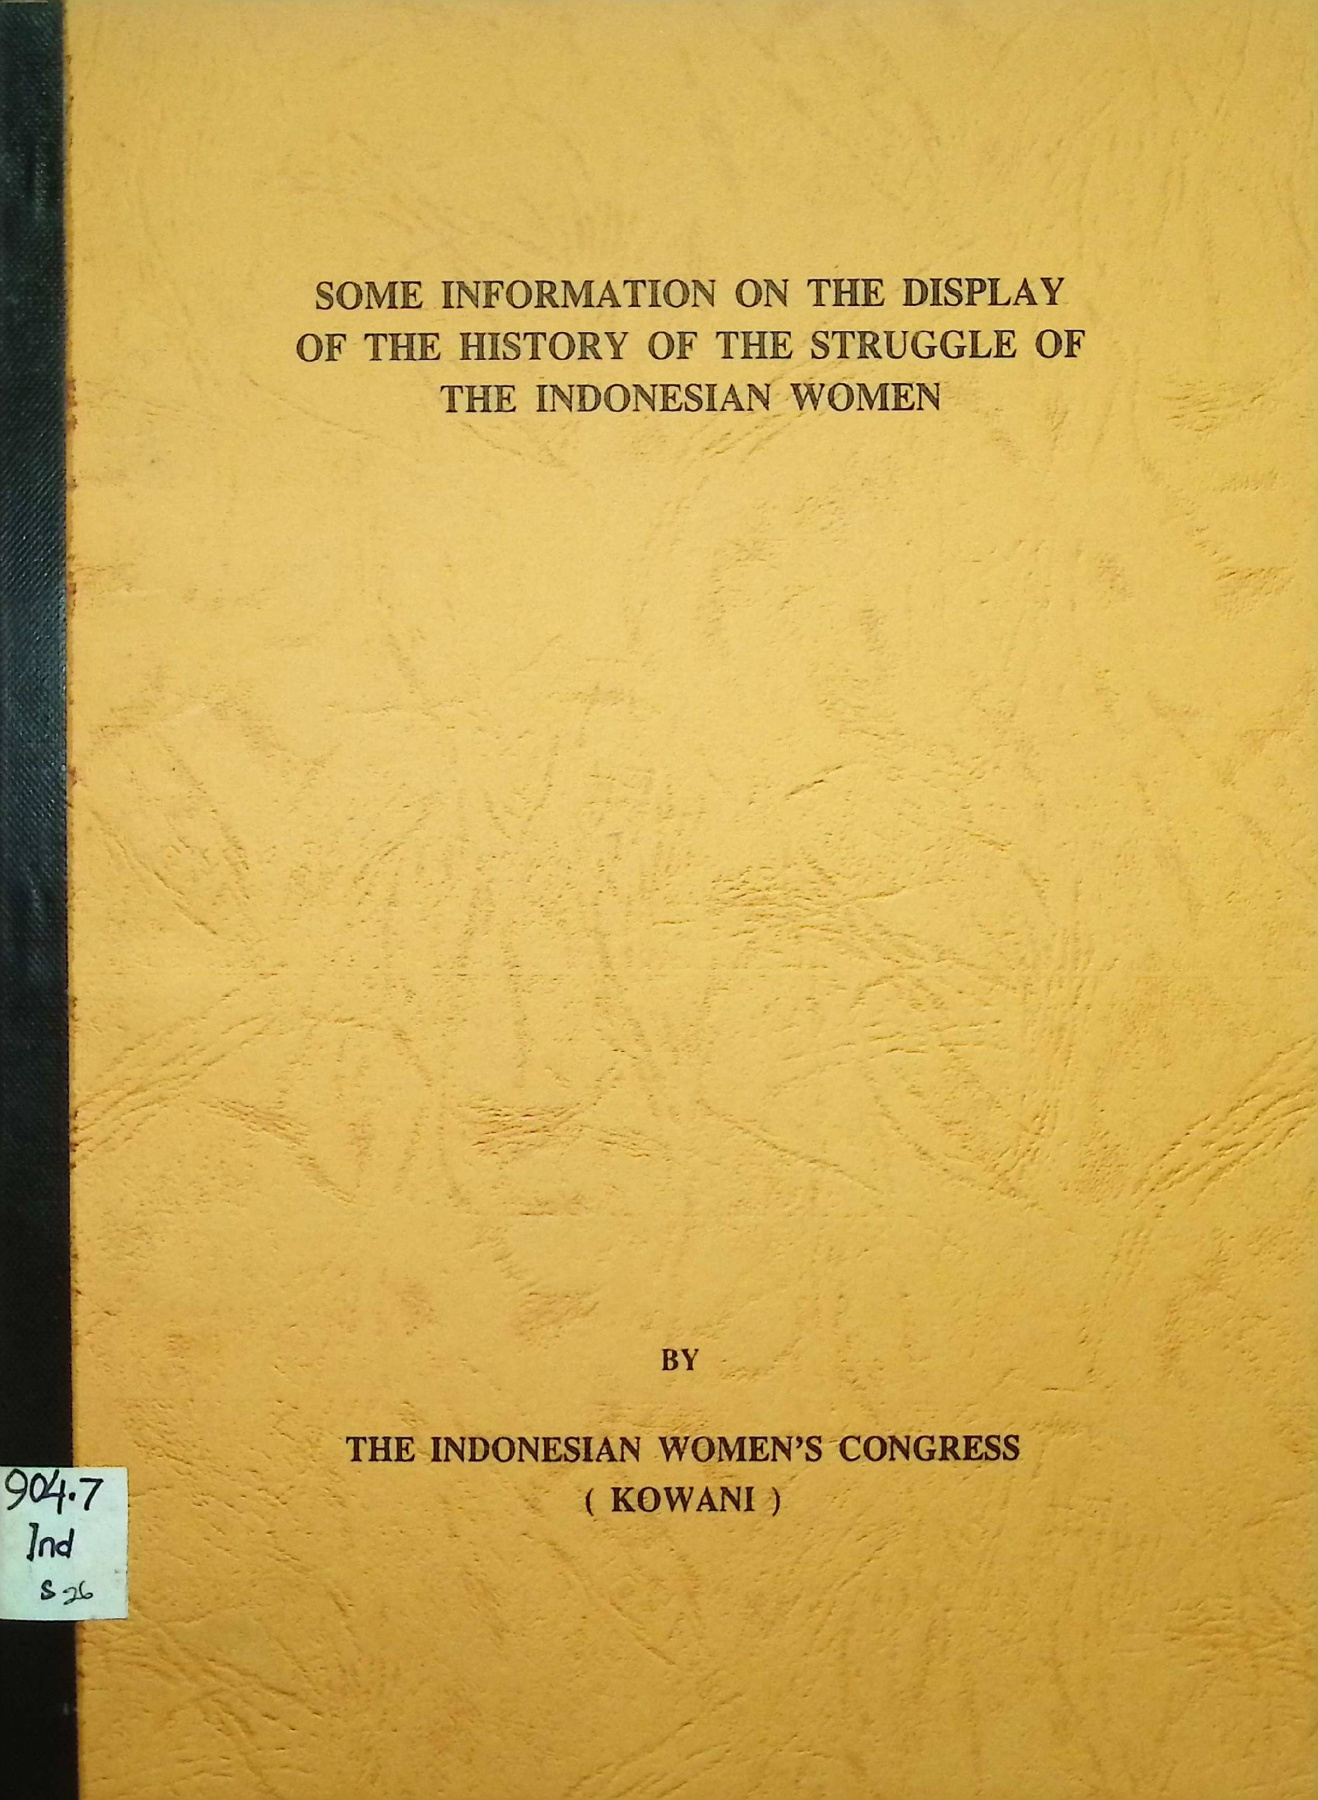 SOME INFORMATION ON THE DISPLAY
OF THE HISTORY OF THE STRUGGLE OF
THE INDONESIAN WOMEN
BY
THE INDONESIAN WOMEN'S CONGRESS
( KOWANI )
904.7
Ind
S 26